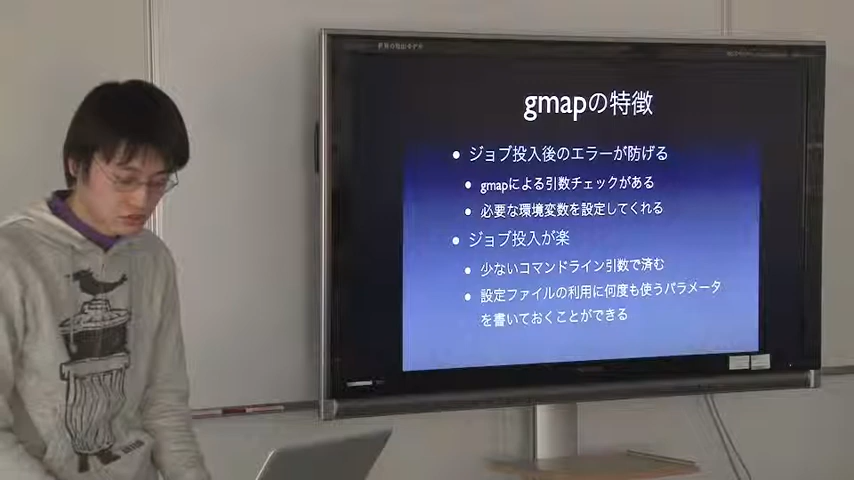 gmapの特徴
• ジョブ投入後のエラーが防げる
• gmapによる引数チェックがある
• 必要な環境変数を設定してくれる
• ジョブ投入が楽
• 少ないコマンドライン引数で済む
• 設定ファイルの利用に何度も使うパラメータ
を書いておくことができる